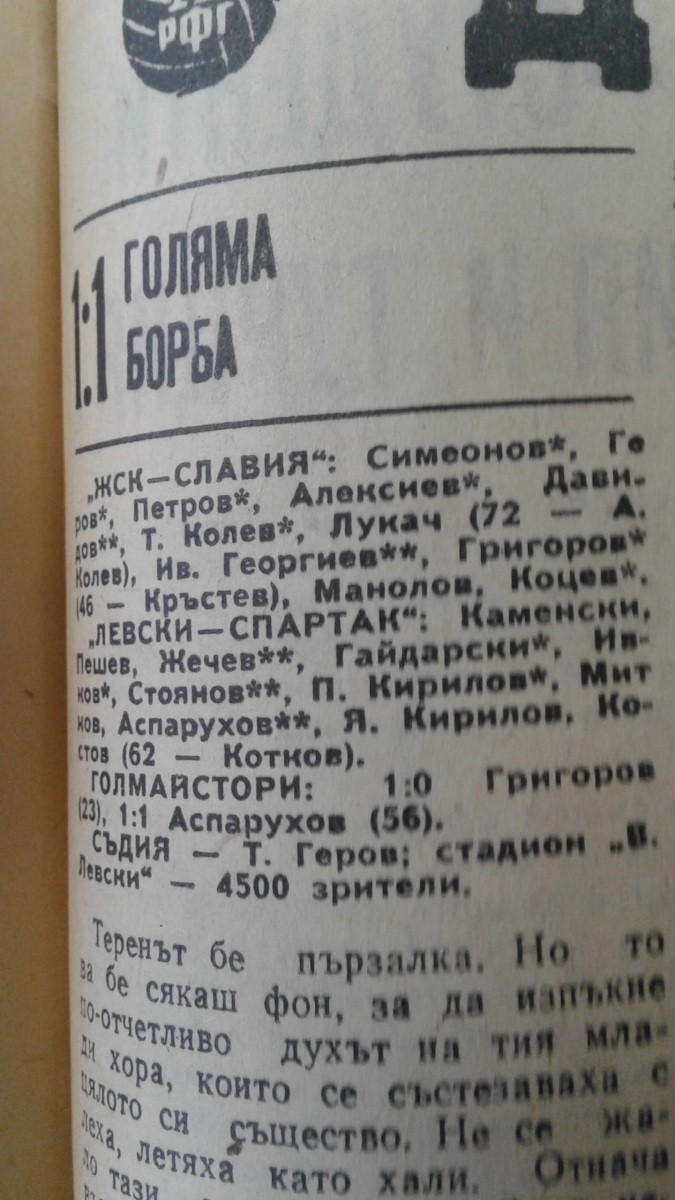 РФГ
1:1 ГОЛЯМА
БОРБА
„ЖСК—СЛАВИЯ“: Симеонов*, Ге
ров*, Петров*, Алексиев*, Дави-
дов**, Т. Колев*, Лукач (72 — А.
Колев), Ив. Георгиев**, Григоров*
(46 — Кръстев), Манолов, Коцев*.
„ЛЕВСКИ—СПАРТАК“: Каменски,
Пешев, Жечев**, Гайдарски*, Ив-
ков*, Стоянов**, П. Кирилов*, Мит
ков, Аспарухов**, Я. Кирилов, Ко-
стов (62 — Котков).
ГОЛМАЙСТОРИ: 1:0 Григоров
(23), 1:1 Аспарухов (56).
СЪДИЯ — Т. Геров; стадион „В.
Левски“ — 4500 зрители.
Теренът бе пързалка. Но то
ва бе сякаш фон, за да изпъкне
по-отчетливо духът на тия мла-
ди хора, които се състезаваха с
цялото си същество. Не се жа-
леха, летяха като хали. Отнача
ло тази